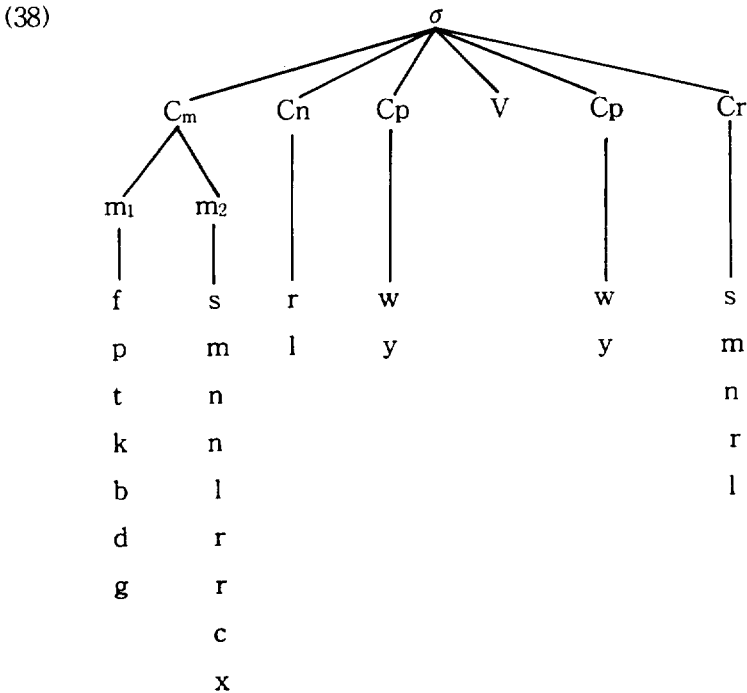 (38)
σ
Cm Cn Cp V Cp Cr
m1 m2
f s r w w s
p m l y y m
t n n
k n r
b l l
d r
g r
c
x